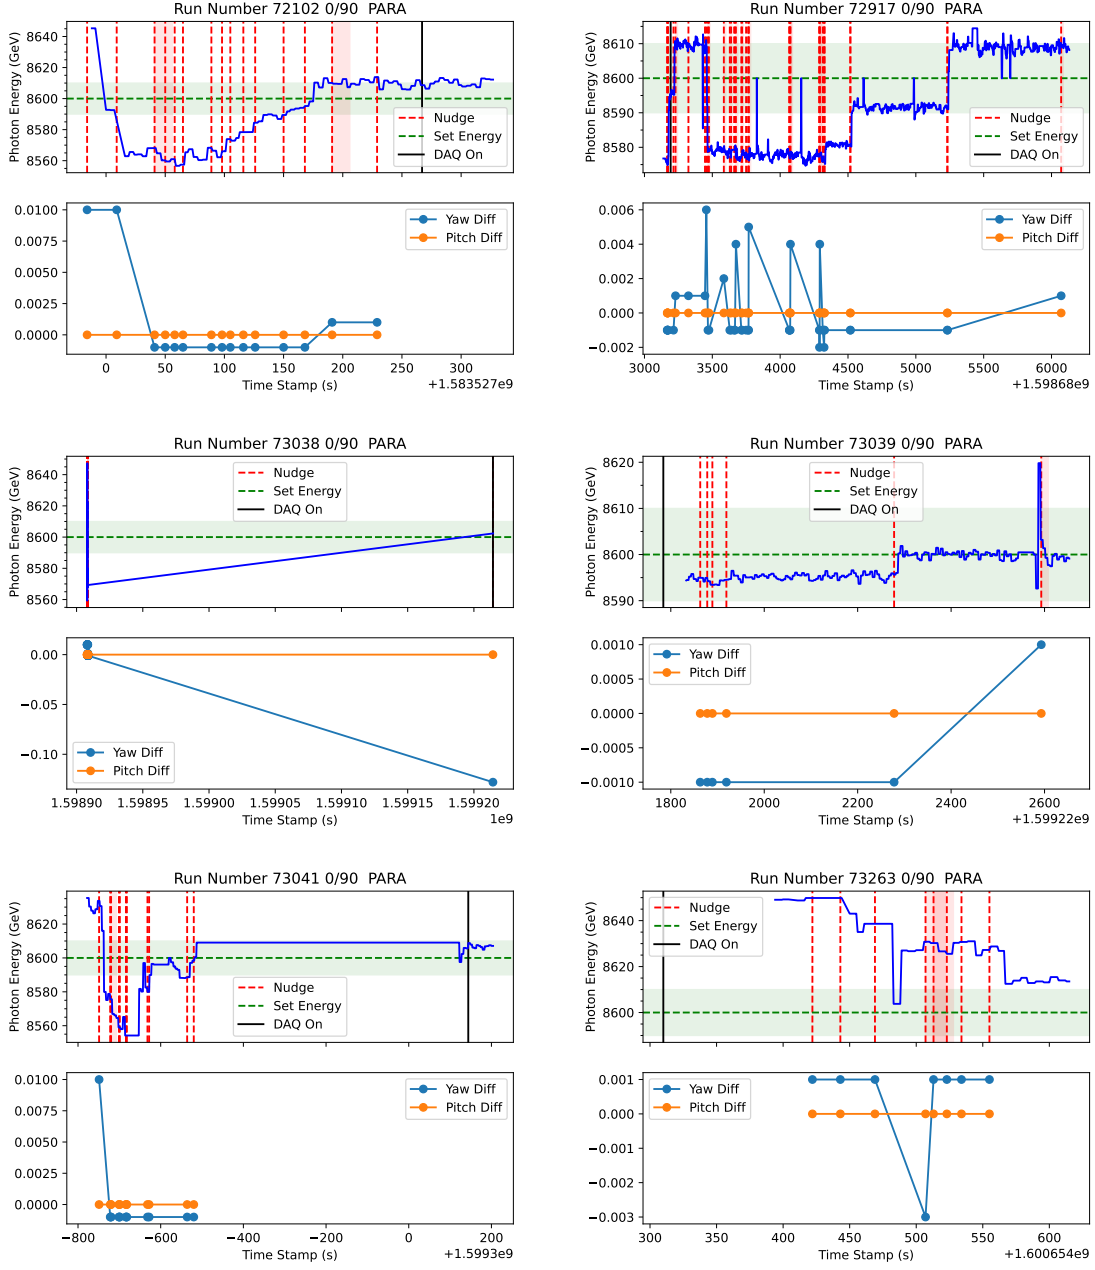 Run Number 72102 0/90 PARA
Photon Energy (GeV)
8640
8620
8600
8580
8560
Nudge
Set Energy
DAQ On
0.0100
0.0075
0.0050
0.0025
0.0000
Yaw Diff
Pitch Diff
0 50 100 150 200 250 300
Time Stamp (s)
+1.583527e9
Run Number 72917 0/90 PARA
Photon Energy (GeV)
8610
8600
8590
8580
Nudge
Set Energy
DAQ On
0.006
0.004
0.002
0.000
−0.002
Yaw Diff
Pitch Diff
3000 3500 4000 4500 5000 5500 6000
Time Stamp (s)
+1.59868e9
Run Number 73038 0/90 PARA
Photon Energy (GeV)
8640
8620
8600
8580
8560
Nudge
Set Energy
DAQ On
0.00
−0.05
−0.10
Yaw Diff
Pitch Diff
1.59890 1.59895 1.59900 1.59905 1.59910 1.59915 1.59920
Time Stamp (s)
1e9
Run Number 73039 0/90 PARA
Photon Energy (GeV)
8620
8610
8600
8590
Nudge
Set Energy
DAQ On
0.0010
0.0005
0.0000
−0.0005
−0.0010
Yaw Diff
Pitch Diff
1800 2000 2200 2400 2600
Time Stamp (s)
+1.59922e9
Run Number 73041 0/90 PARA
Photon Energy (GeV)
8620
8600
8580
8560
Nudge
Set Energy
DAQ On
0.0100
0.0075
0.0050
0.0025
0.0000
Yaw Diff
Pitch Diff
−800 −600 −400 −200 0 200
Time Stamp (s)
+1.5993e9
Run Number 73263 0/90 PARA
Photon Energy (GeV)
8640
8620
8600
Nudge
Set Energy
DAQ On
0.001
0.000
−0.001
−0.002
−0.003
Yaw Diff
Pitch Diff
300 350 400 450 500 550 600
Time Stamp (s)
+1.600654e9